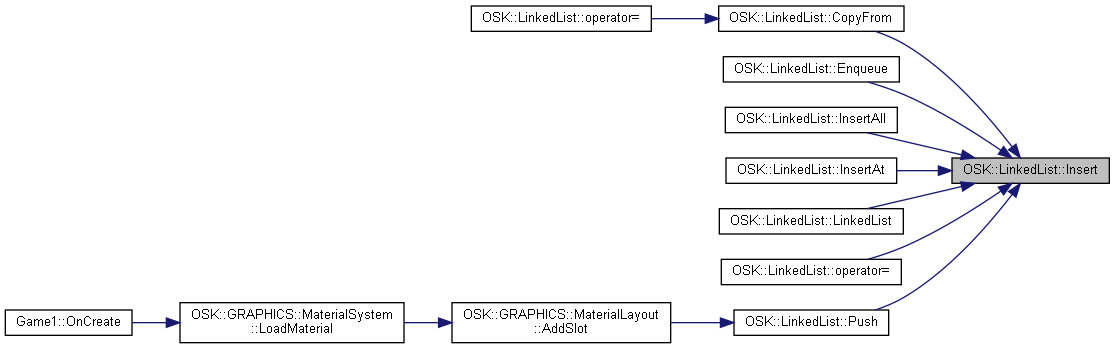 OSK::LinkedList::operator=
OSK::LinkedList::CopyFrom
OSK::LinkedList::Enqueue
OSK::LinkedList::InsertAll
OSK::LinkedList::InsertAt
OSK::LinkedList::Insert
OSK::LinkedList::LinkedList
OSK::LinkedList::operator=
Game1::OnCreate
OSK::GRAPHICS::MaterialSystem
::LoadMaterial
OSK::GRAPHICS::MaterialLayout
::AddSlot
OSK::LinkedList::Push